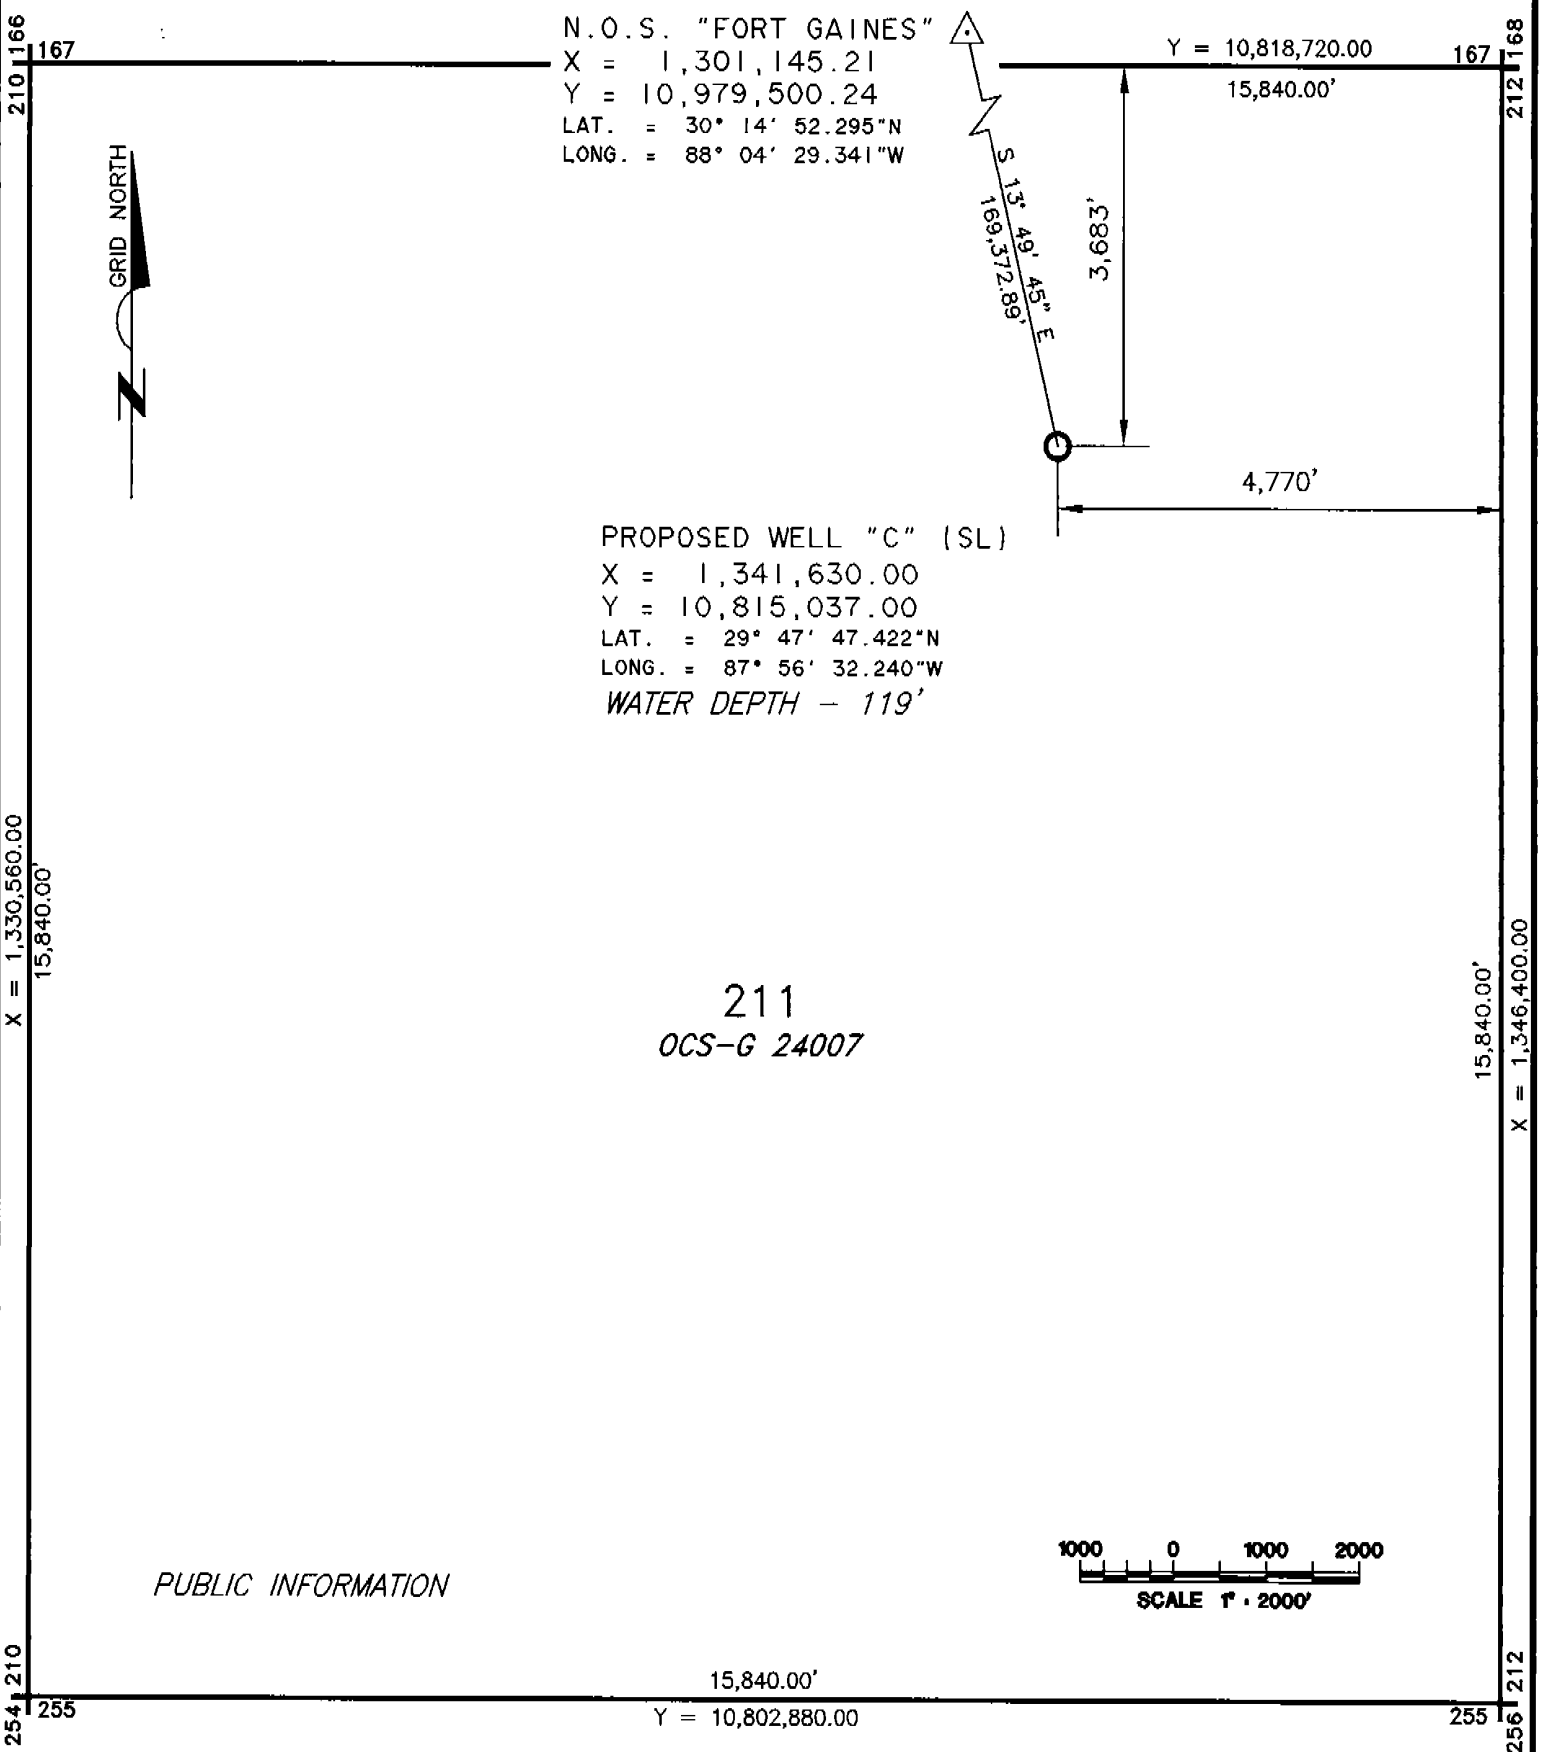 166
210
167
N.O.S. "FORT GAINES"
X = 1,301,145.21
Y = 10,979,500.24
LAT. = 30° 14' 52.295"N
LONG. = 88° 04' 29.341"W
Y = 10,818,720.00
15,840.00'
167
168
212
GRID NORTH
N
S 13° 49' 45" E
169,372.89'
3,683'
4,770'
PROPOSED WELL "C" (SL)
X = 1,341,630.00
Y = 10,815,037.00
LAT. = 29° 47' 47.422"N
LONG. = 87° 56' 32.240"W
WATER DEPTH – 119'
X = 1,330,560.00
15,840.00'
211
OCS-G 24007
15,840.00'
X = 1,346,400.00
PUBLIC INFORMATION
1000 0 1000 2000
SCALE 1" = 2000'
210
254
255
15,840.00'
Y = 10,802,880.00
255
212
256